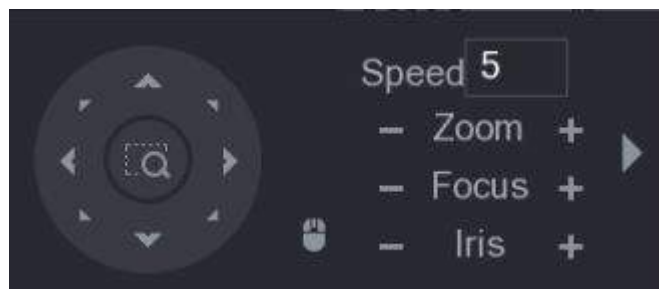 Speed 5
− Zoom +
− Focus +
− Iris +